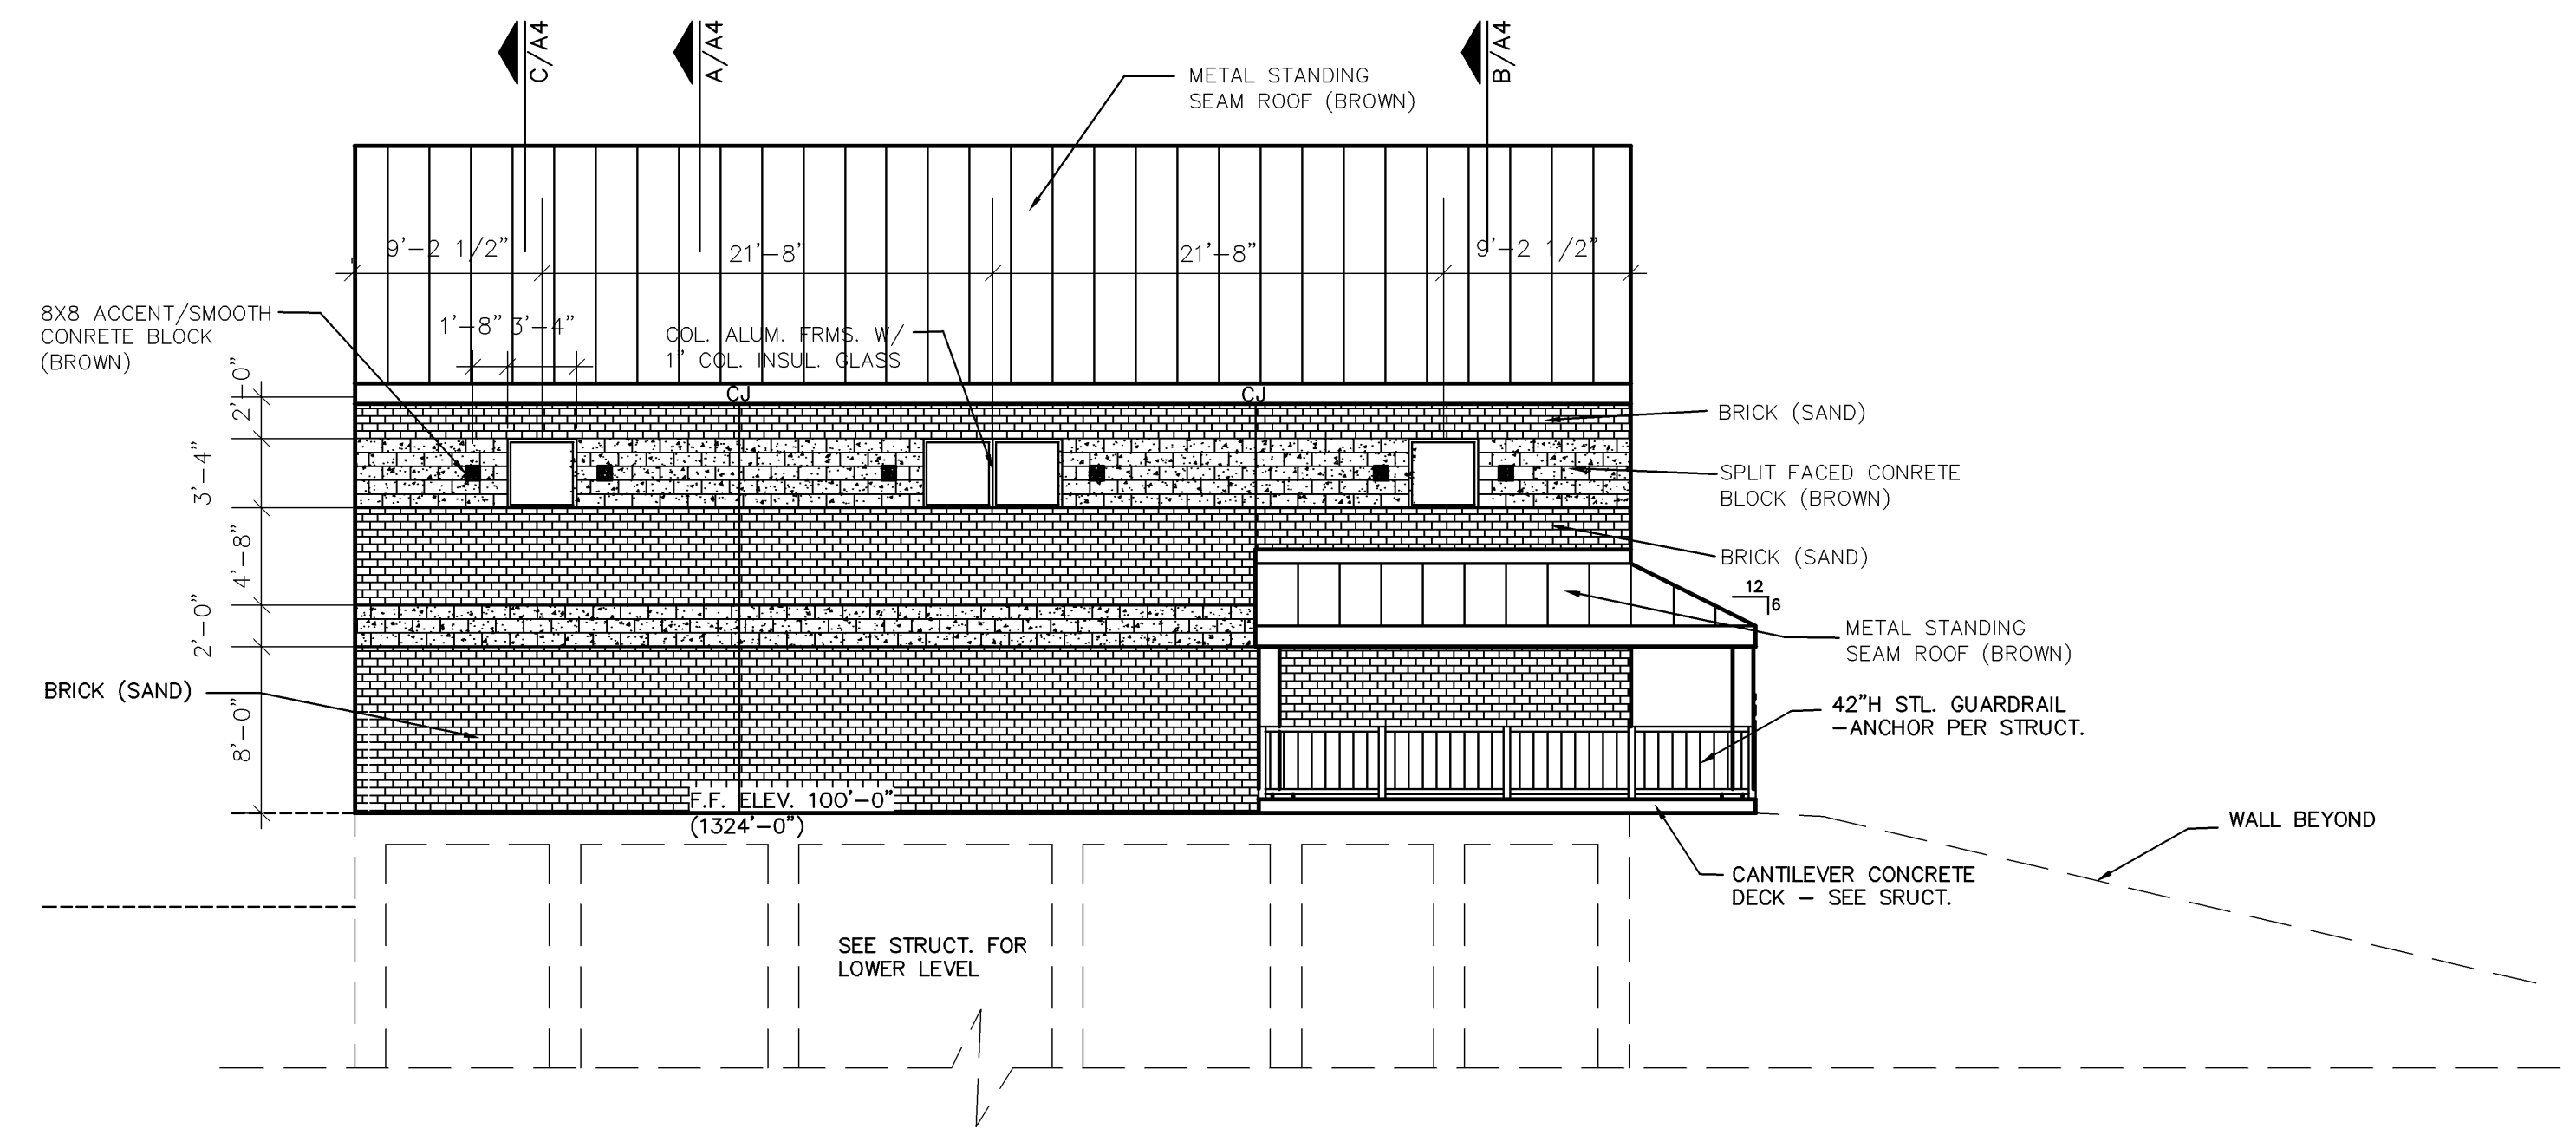 C/A4
A/A4
B/A4
METAL STANDING
SEAM ROOF (BROWN)
9'-2 1/2"
21'-8'
21'-8"
9'-2 1/2"
8X8 ACCENT/SMOOTH
CONRETE BLOCK
(BROWN)
1'-8"
3'-4"
COL. ALUM. FRMS. W/
1' COL. INSUL. GLASS
CJ
CJ
2'-0"
3'-4"
4'-8"
2'-0"
8'-0"
BRICK (SAND)
SPLIT FACED CONRETE
BLOCK (BROWN)
BRICK (SAND)
12
6
METAL STANDING
SEAM ROOF (BROWN)
BRICK (SAND)
42"H STL. GUARDRAIL
-ANCHOR PER STRUCT.
F.F. ELEV. 100'-0"
(1324'-0")
WALL BEYOND
CANTILEVER CONCRETE
DECK - SEE SRUCT.
SEE STRUCT. FOR
LOWER LEVEL